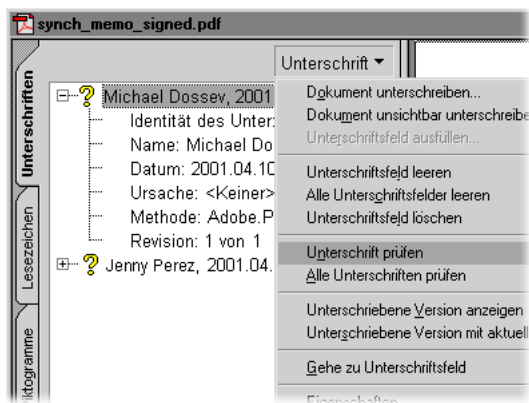 synch_memo_signed.pdf
Unterschrift
Unterschriften
Lesezeichen
Michael Dossev, 2001
Identität des Unter
Name: Michael Do
Datum: 2001.04.10
Ursache: <Keiner>
Methode: Adobe.P
Revision: 1 von 1
Jenny Perez, 2001.04.
Dokument unterschreiben...
Dokument unsichtbar unterschreibe
Unterschriftsfeld ausfüllen...
Unterschriftsfeld leeren
Alle Unterschriftsfelder leeren
Unterschriftsfeld löschen
Unterschrift prüfen
Alle Unterschriften prüfen
Unterschriebene Version anzeigen
Unterschriebene Version mit aktuel
Gehe zu Unterschriftsfeld
Eigenschaften...